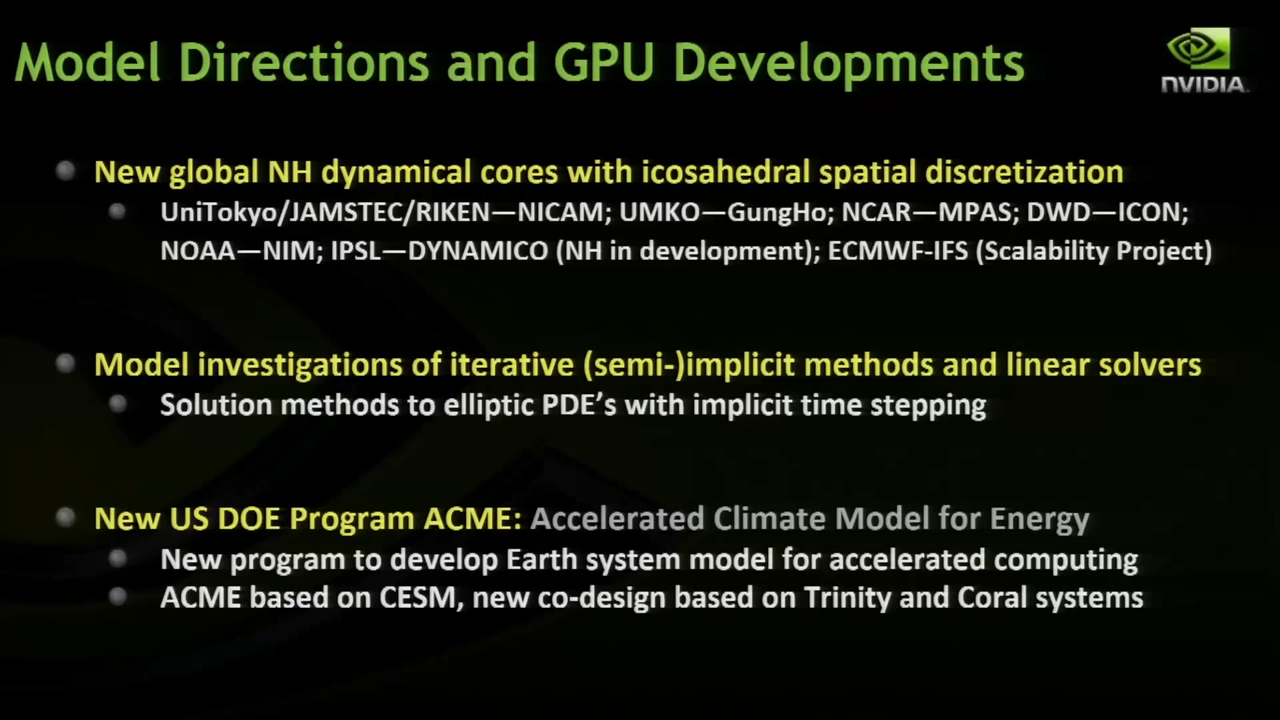 Model Directions and GPU Developments
NVIDIA.
New global NH dynamical cores with icosahedral spatial discretization
UniTokyo/JAMSTEC/RIKEN—NICAM; UMKO—GungHo; NCAR—MPAS; DWD—ICON;
NOAA—NIM; IPSL—DYNAMICO (NH in development); ECMWF-IFS (Scalability Project)
Model investigations of iterative (semi-)implicit methods and linear solvers
Solution methods to elliptic PDE’s with implicit time stepping
New US DOE Program ACME: Accelerated Climate Model for Energy
New program to develop Earth system model for accelerated computing
ACME based on CESM, new co-design based on Trinity and Coral systems